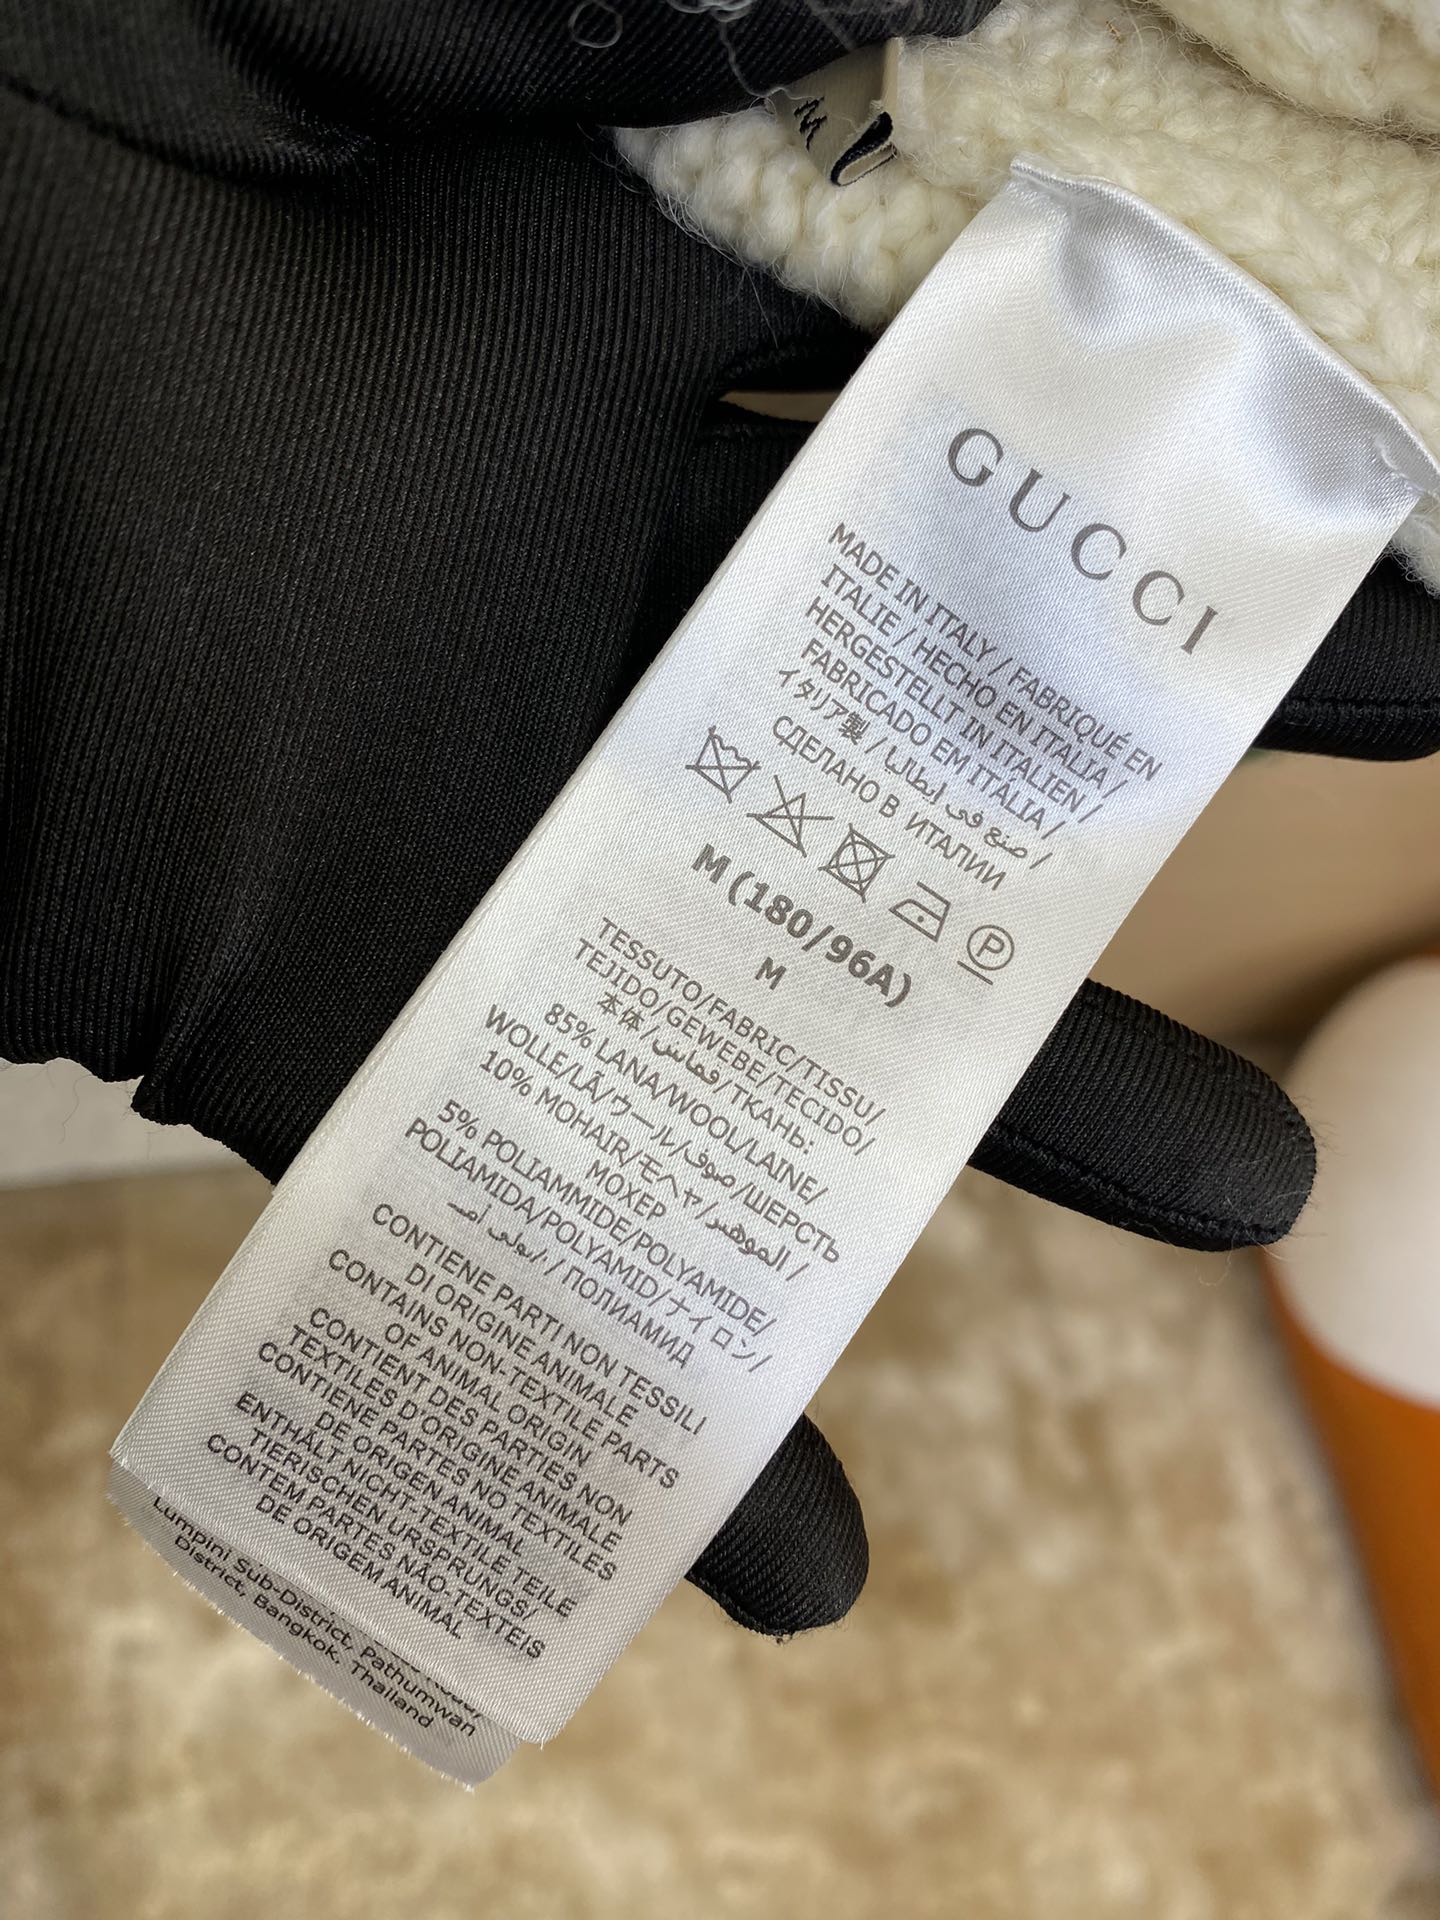 M
GUCCI
MADE IN ITALY / FABRIQUÉ EN
ITALIE / HECHO EN ITALIA /
HERGESTELLT IN ITALIEN /
FABRICADO EM ITALIA /
イタリア製 / صنع في إيطاليا /
СДЕЛАНО В ИТАЛИИ
P
M (180/96A)
M
TESSUTO/FABRIC/TISSU/
TEJIDO/GEWEBE/TECIDO/
本体/قماش/ТКАНЬ:
85% LANA/WOOL/LAINE/
WOLLE/LÃ/ウール/صوف/ШЕРСТЬ
10% MOHAIR/モヘヤ/الموهير/
МОХЕР
5% POLIAMMIDE/POLYAMIDE/
POLIAMIDA/POLYAMID/ナイロン/
/بولي أميد/ПОЛИАМИД
CONTIENE PARTI NON TESSILI
DI ORIGINE ANIMALE
CONTAINS NON-TEXTILE PARTS
OF ANIMAL ORIGIN
CONTIENT DES PARTIES NON
TEXTILES D'ORIGINE ANIMALE
CONTIENE PARTES NO TEXTILES
DE ORIGEN ANIMAL
ENTHÄLT NICHT-TEXTILE TEILE
TIERISCHEN URSPRUNGS/
CONTEM PARTES NÃO-TEXTEIS
DE ORIGEM ANIMAL
Lumpini Sub-District, Pathumwan
District, Bangkok, Thailand